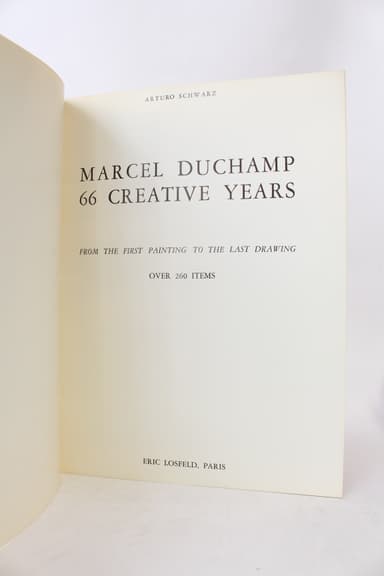 ARTURO SCHWARZ
MARCEL DUCHAMP
66 CREATIVE YEARS
FROM THE FIRST PAINTING TO THE LAST DRAWING
OVER 260 ITEMS
ERIC LOSFELD, PARIS